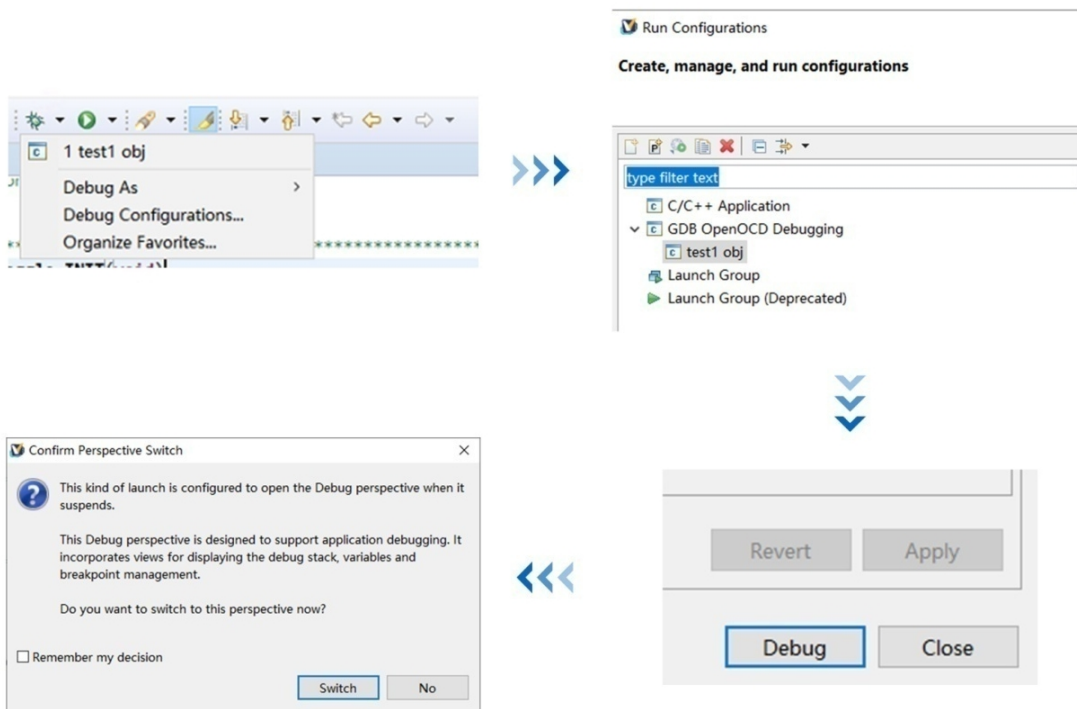 1 test1 obj
Debug As
Debug Configurations...
Organize Favorites...
Run Configurations
Create, manage, and run configurations
type filter text
C/C++ Application
GDB OpenOCD Debugging
test1 obj
Launch Group
Launch Group (Deprecated)
Revert
Apply
Debug
Close
Confirm Perspective Switch
This kind of launch is configured to open the Debug perspective when it
suspends.
This Debug perspective is designed to support application debugging. It
incorporates views for displaying the debug stack, variables and
breakpoint management.
Do you want to switch to this perspective now?
Remember my decision
Switch
No